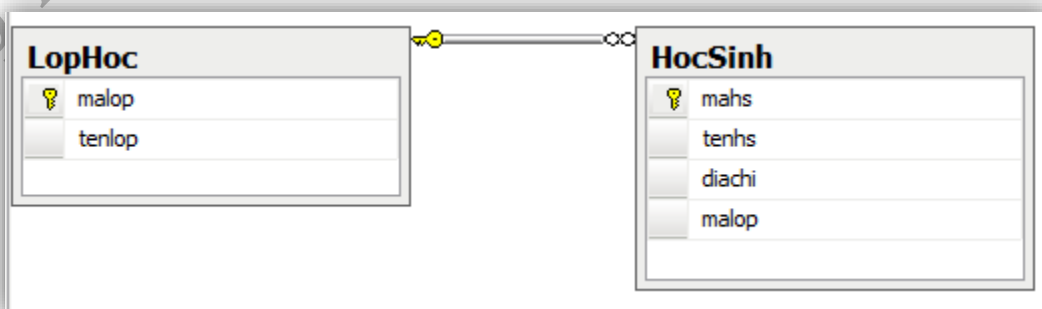 LopHoc
malop
tenlop
HocSinh
mahs
tenhs
diachi
malop